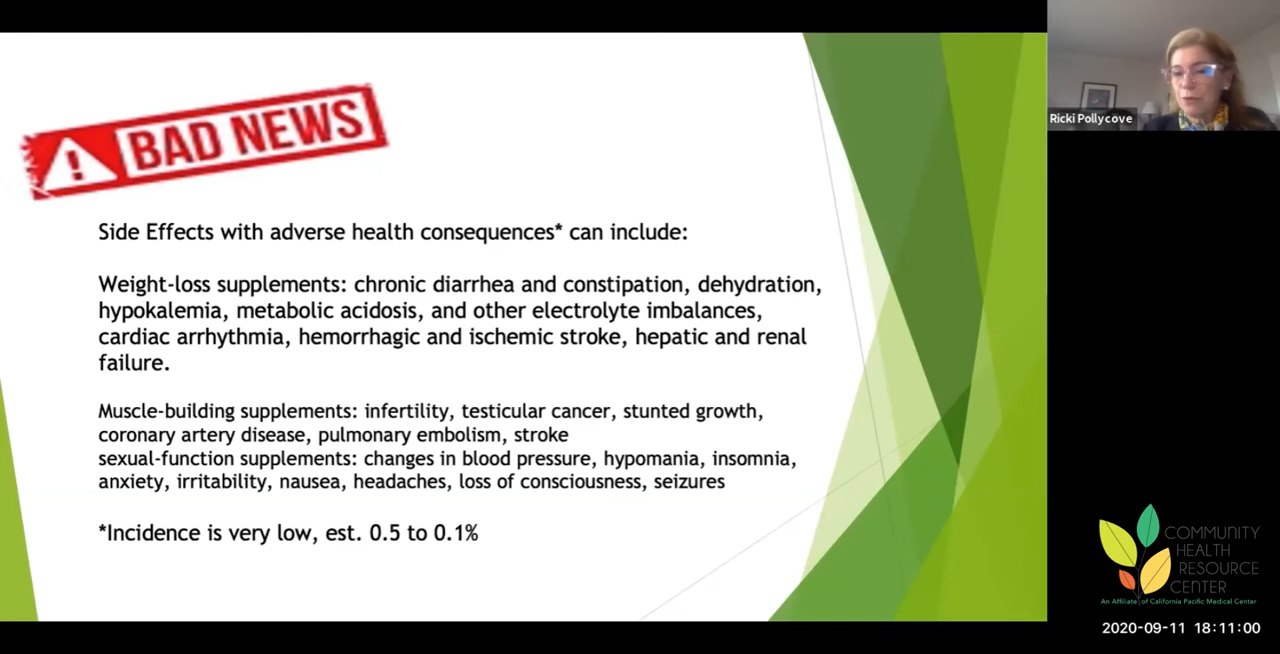 BAD NEWS
Side Effects with adverse health consequences* can include:
Weight-loss supplements: chronic diarrhea and constipation, dehydration,
hypokalemia, metabolic acidosis, and other electrolyte imbalances,
cardiac arrhythmia, hemorrhagic and ischemic stroke, hepatic and renal
failure.
Muscle-building supplements: infertility, testicular cancer, stunted growth,
coronary artery disease, pulmonary embolism, stroke
sexual-function supplements: changes in blood pressure, hypomania, insomnia,
anxiety, irritability, nausea, headaches, loss of consciousness, seizures
*Incidence is very low, est. 0.5 to 0.1%
Ricki Pollycove
COMMUNITY
HEALTH
RESOURCE
CENTER
An Affiliate of California Pacific Medical Center
2020-09-11 18:11:00